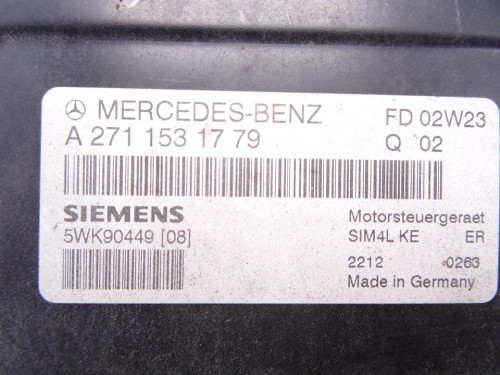 MERCEDES-BENZ FD 02W23
A 271 153 17 79 Q 02
SIEMENS Motorsteuergeraet
5WK90449 [08] SIM4L KE ER
2212 0263
Made in Germany